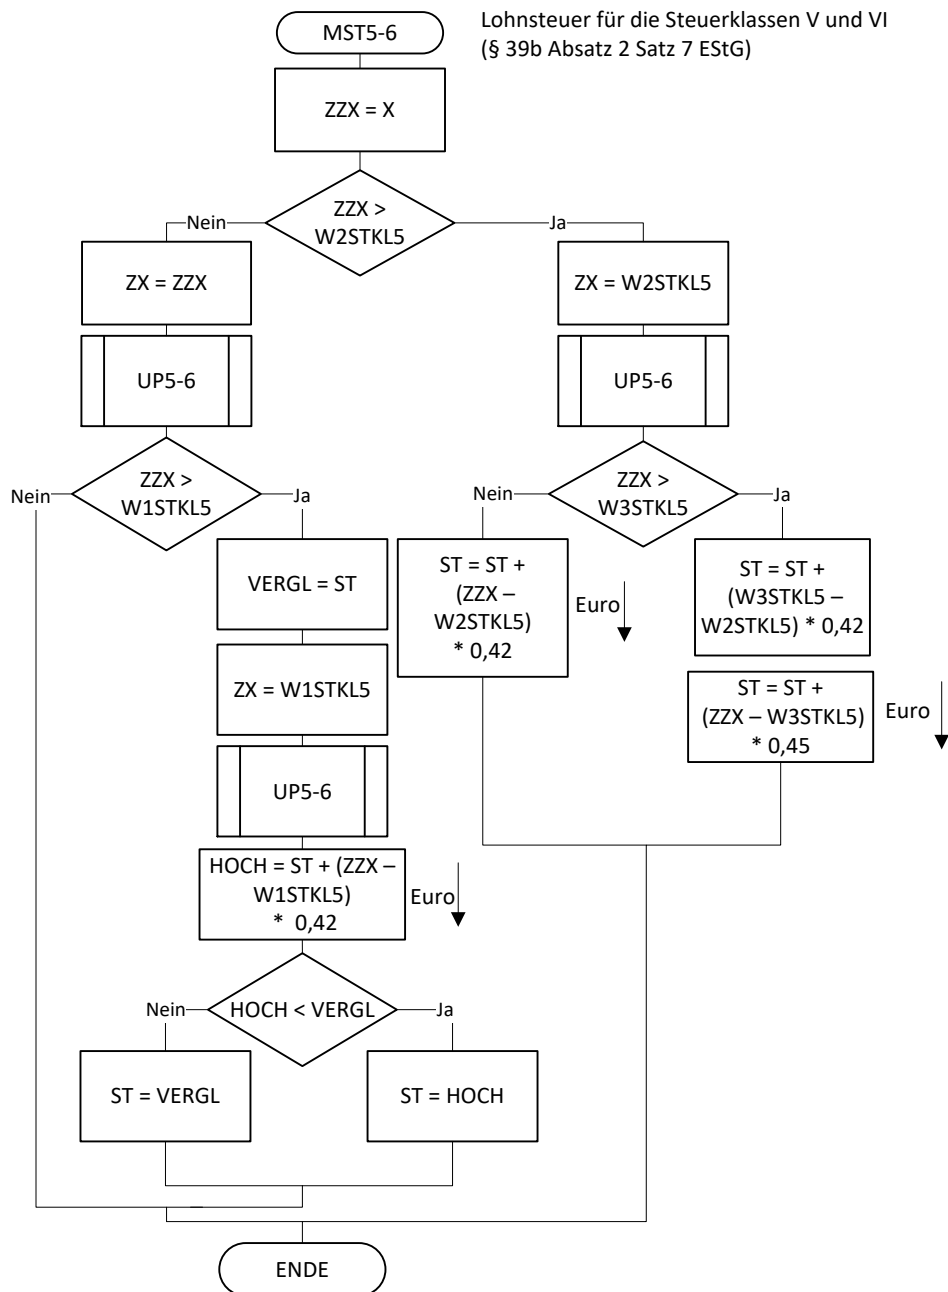 MST5-6
Lohnsteuer für die Steuerklassen V und VI
(§ 39b Absatz 2 Satz 7 EStG)
ZZX = X
ZZX >
W2STKL5
Nein
Ja
ZX = ZZX
ZX = W2STKL5
UP5-6
UP5-6
ZZX >
W1STKL5
Nein
Ja
ZZX >
W3STKL5
Nein
Ja
VERGL = ST
ST = ST +
(ZZX –
W2STKL5)
* 0,42
Euro
ST = ST +
(W3STKL5 –
W2STKL5) * 0,42
ZX = W1STKL5
ST = ST +
(ZZX – W3STKL5)
* 0,45
Euro
UP5-6
HOCH = ST + (ZZX –
W1STKL5)
* 0,42
Euro
HOCH < VERGL
Nein
Ja
ST = VERGL
ST = HOCH
ENDE